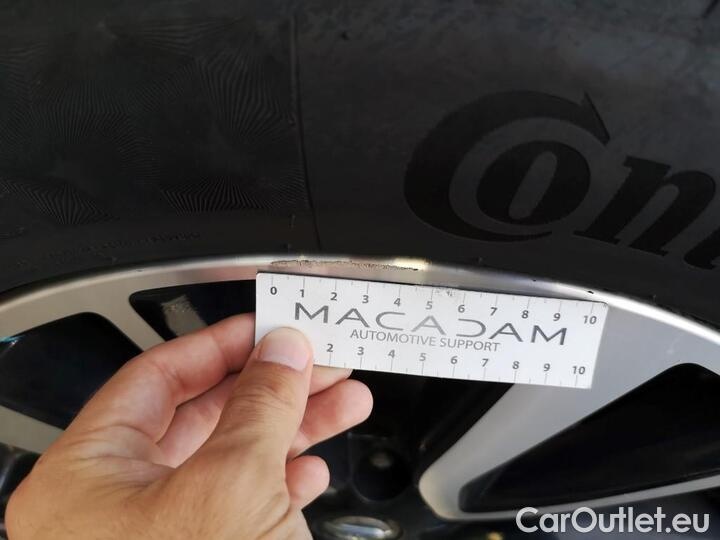 Con
0 1 2 3 4 5 6 7 8 9 10
MACADAM
AUTOMOTIVE SUPPORT
2 3 4 5 6 7 8 9 10
CarOutlet.eu